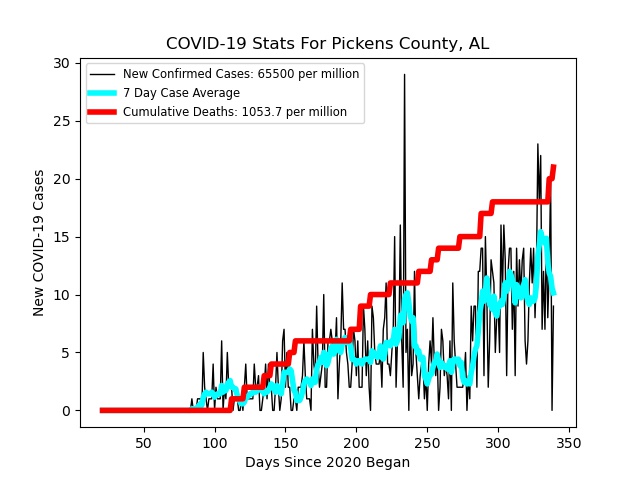 COVID-19 Stats For Pickens County, AL
New Confirmed Cases: 65500 per million
7 Day Case Average
Cumulative Deaths: 1053.7 per million
New COVID-19 Cases
30
25
20
15
10
5
0
50 100 150 200 250 300 350
Days Since 2020 Began